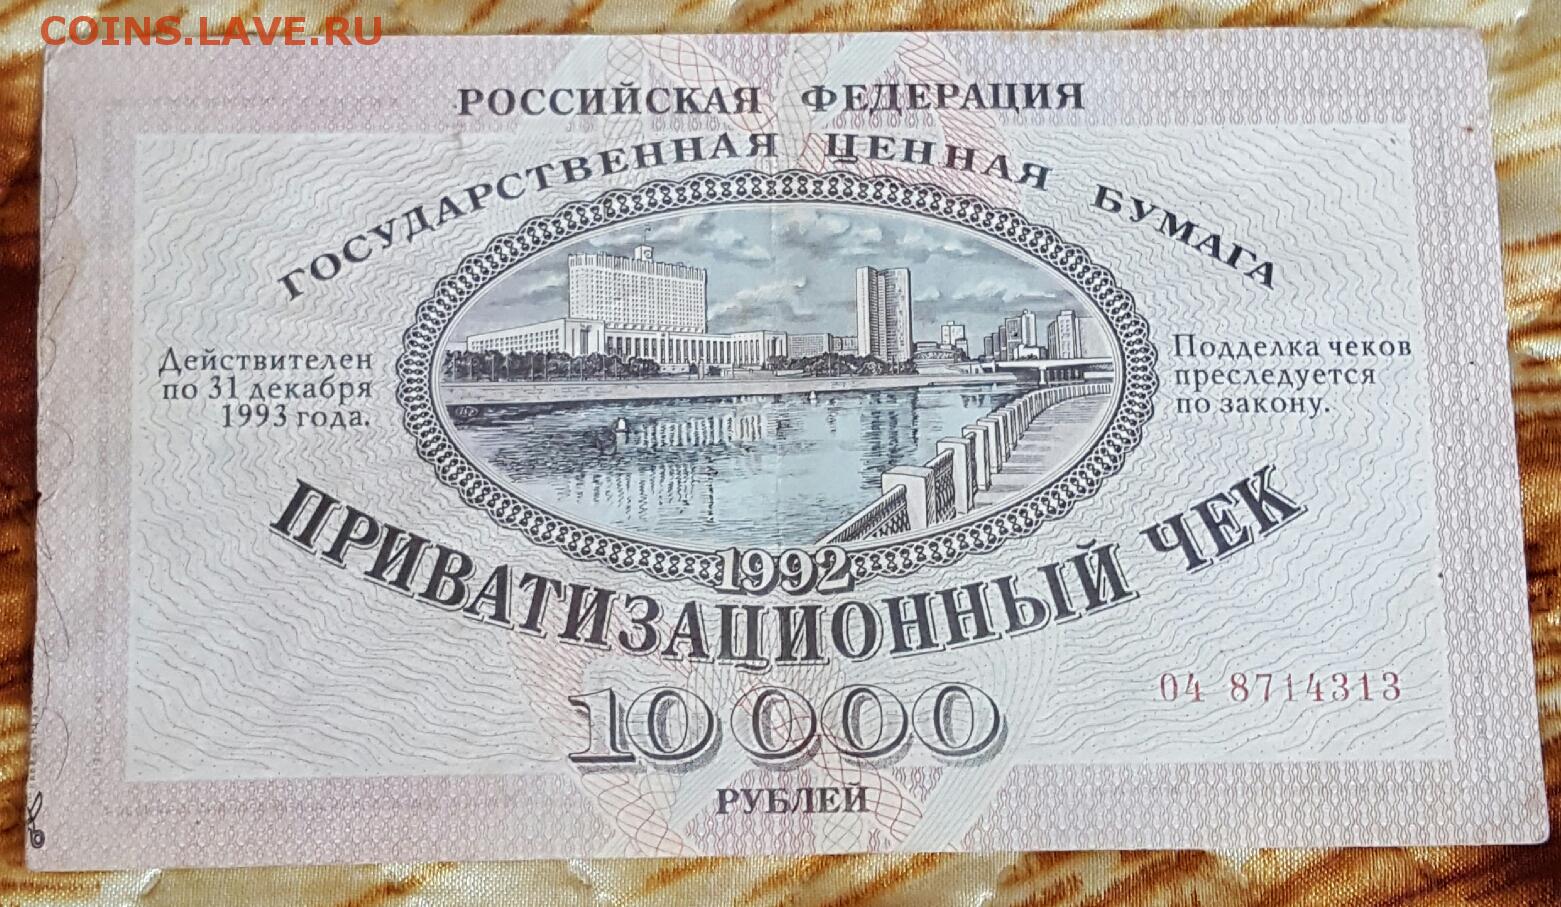 COINS.LAVE.RU
РОССИЙСКАЯ ФЕДЕРАЦИЯ
ГОСУДАРСТВЕННАЯ ЦЕННАЯ БУМАГА
Действителен
по 31 декабря
1993 года.
Подделка чеков
преследуется
по закону.
1992
ПРИВАТИЗАЦИОННЫЙ ЧЕК
04 8714313
10 000
РУБЛЕЙ